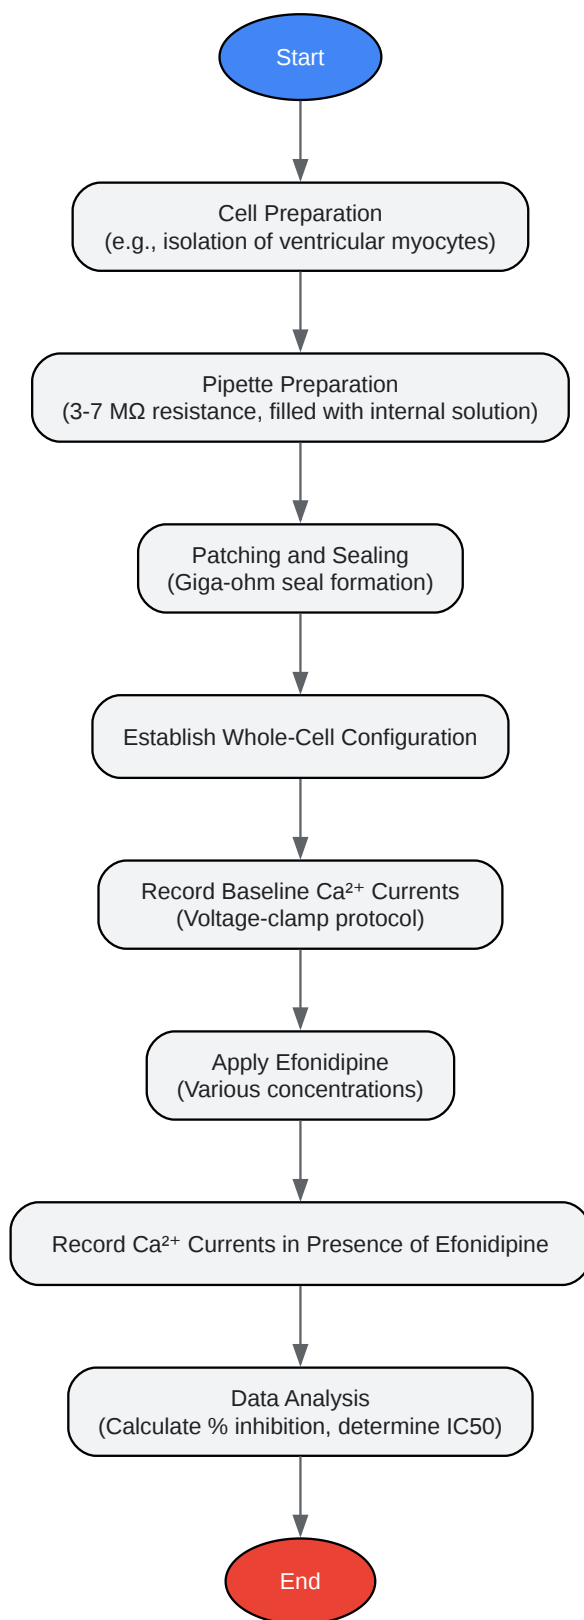 Start
Cell Preparation
(e.g., isolation of ventricular myocytes)
Pipette Preparation
(3-7 MΩ resistance, filled with internal solution)
Patching and Sealing
(Giga-ohm seal formation)
Establish Whole-Cell Configuration
Record Baseline Ca²⁺ Currents
(Voltage-clamp protocol)
Apply Efonidipine
(Various concentrations)
Record Ca²⁺ Currents in Presence of Efonidipine
Data Analysis
(Calculate % inhibition, determine IC50)
End